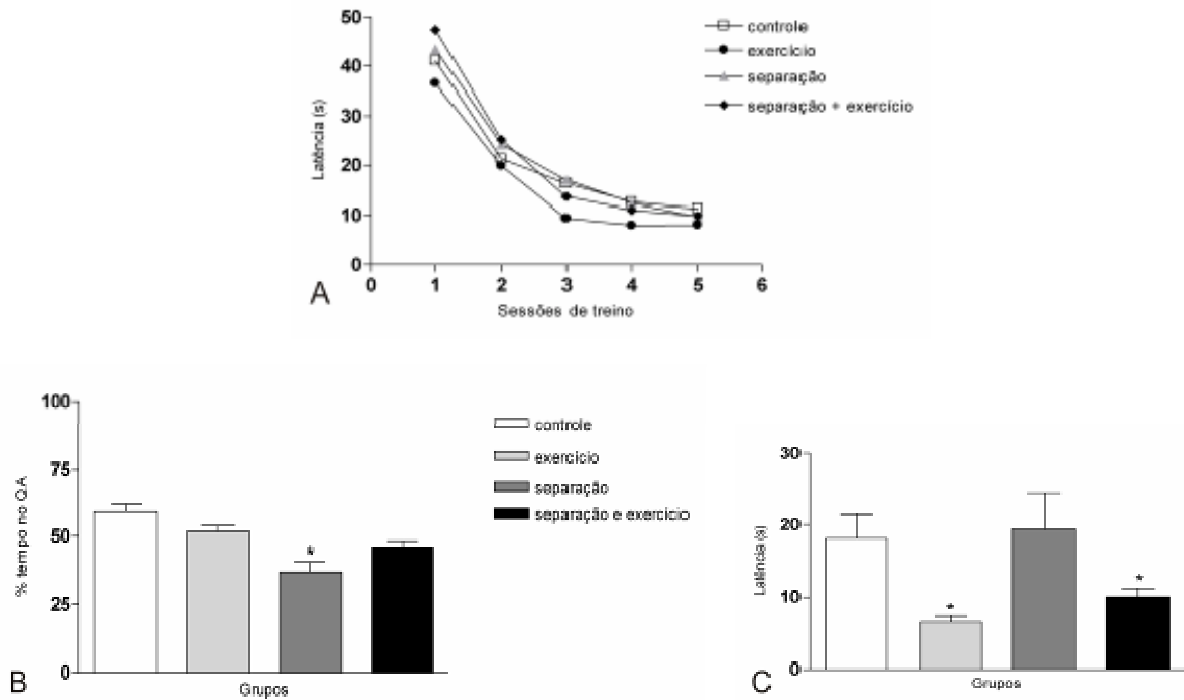 50
40
30
20
10
0
Latência (s)
0 1 2 3 4 5 6
Sessões de treino
A
controle
exercício
separação
separação + exercício
100
75
50
25
0
% tempo no QA
*
Grupos
B
controle
exercício
separação
separação e exercício
30
20
10
0
Latência (s)
*
*
Grupos
C